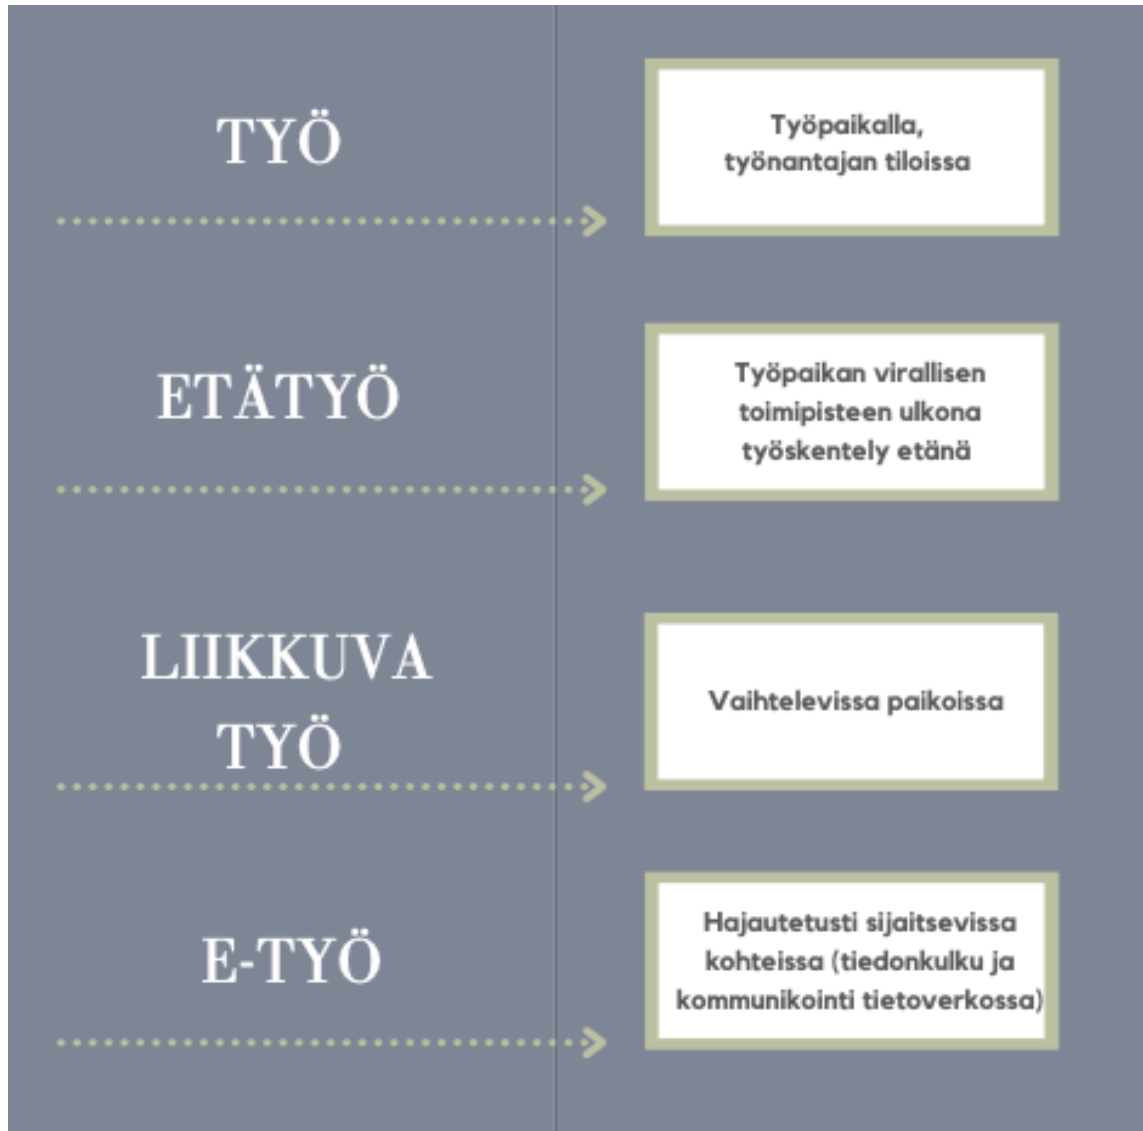 TYÖ
Työpaikalla,
työnantajan tiloissa
ETÄTYÖ
Työpaikan virallisen
toimipisteen ulkona
työskentely etänä
LIIKKUVA
TYÖ
Vaihtelevissa paikoissa
E-TYÖ
Hajautetusti sijaitsevissa
kohteissa (tiedonkulku ja
kommunikointi tietoverkossa)